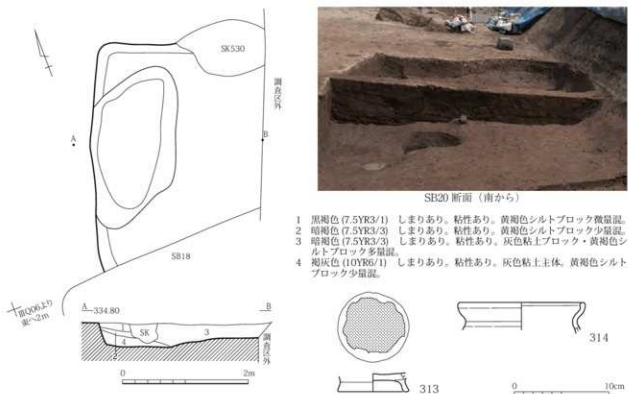 SK530
調査区外
A
B
SB18
ⅢQ06より
東へ2m
A
334.80
B
SK
3
4
2
調査区外
0
2m
SB20 断面（南から）
1 黒褐色 (7.5YR3/1) しまりあり。粘性あり。黄褐色シルトブロック微量混。
2 暗褐色 (7.5YR3/3) しまりあり。粘性あり。黄褐色シルトブロック少量混。
3 暗褐色 (7.5YR3/3) しまりあり。粘性あり。灰色粘土ブロック・黄褐色シ
ルトブロック多量混。
4 褐灰色 (10YR6/1) しまりあり。粘性あり。灰色粘土主体。黄褐色シルト
ブロック少量混。
314
313
0
10cm